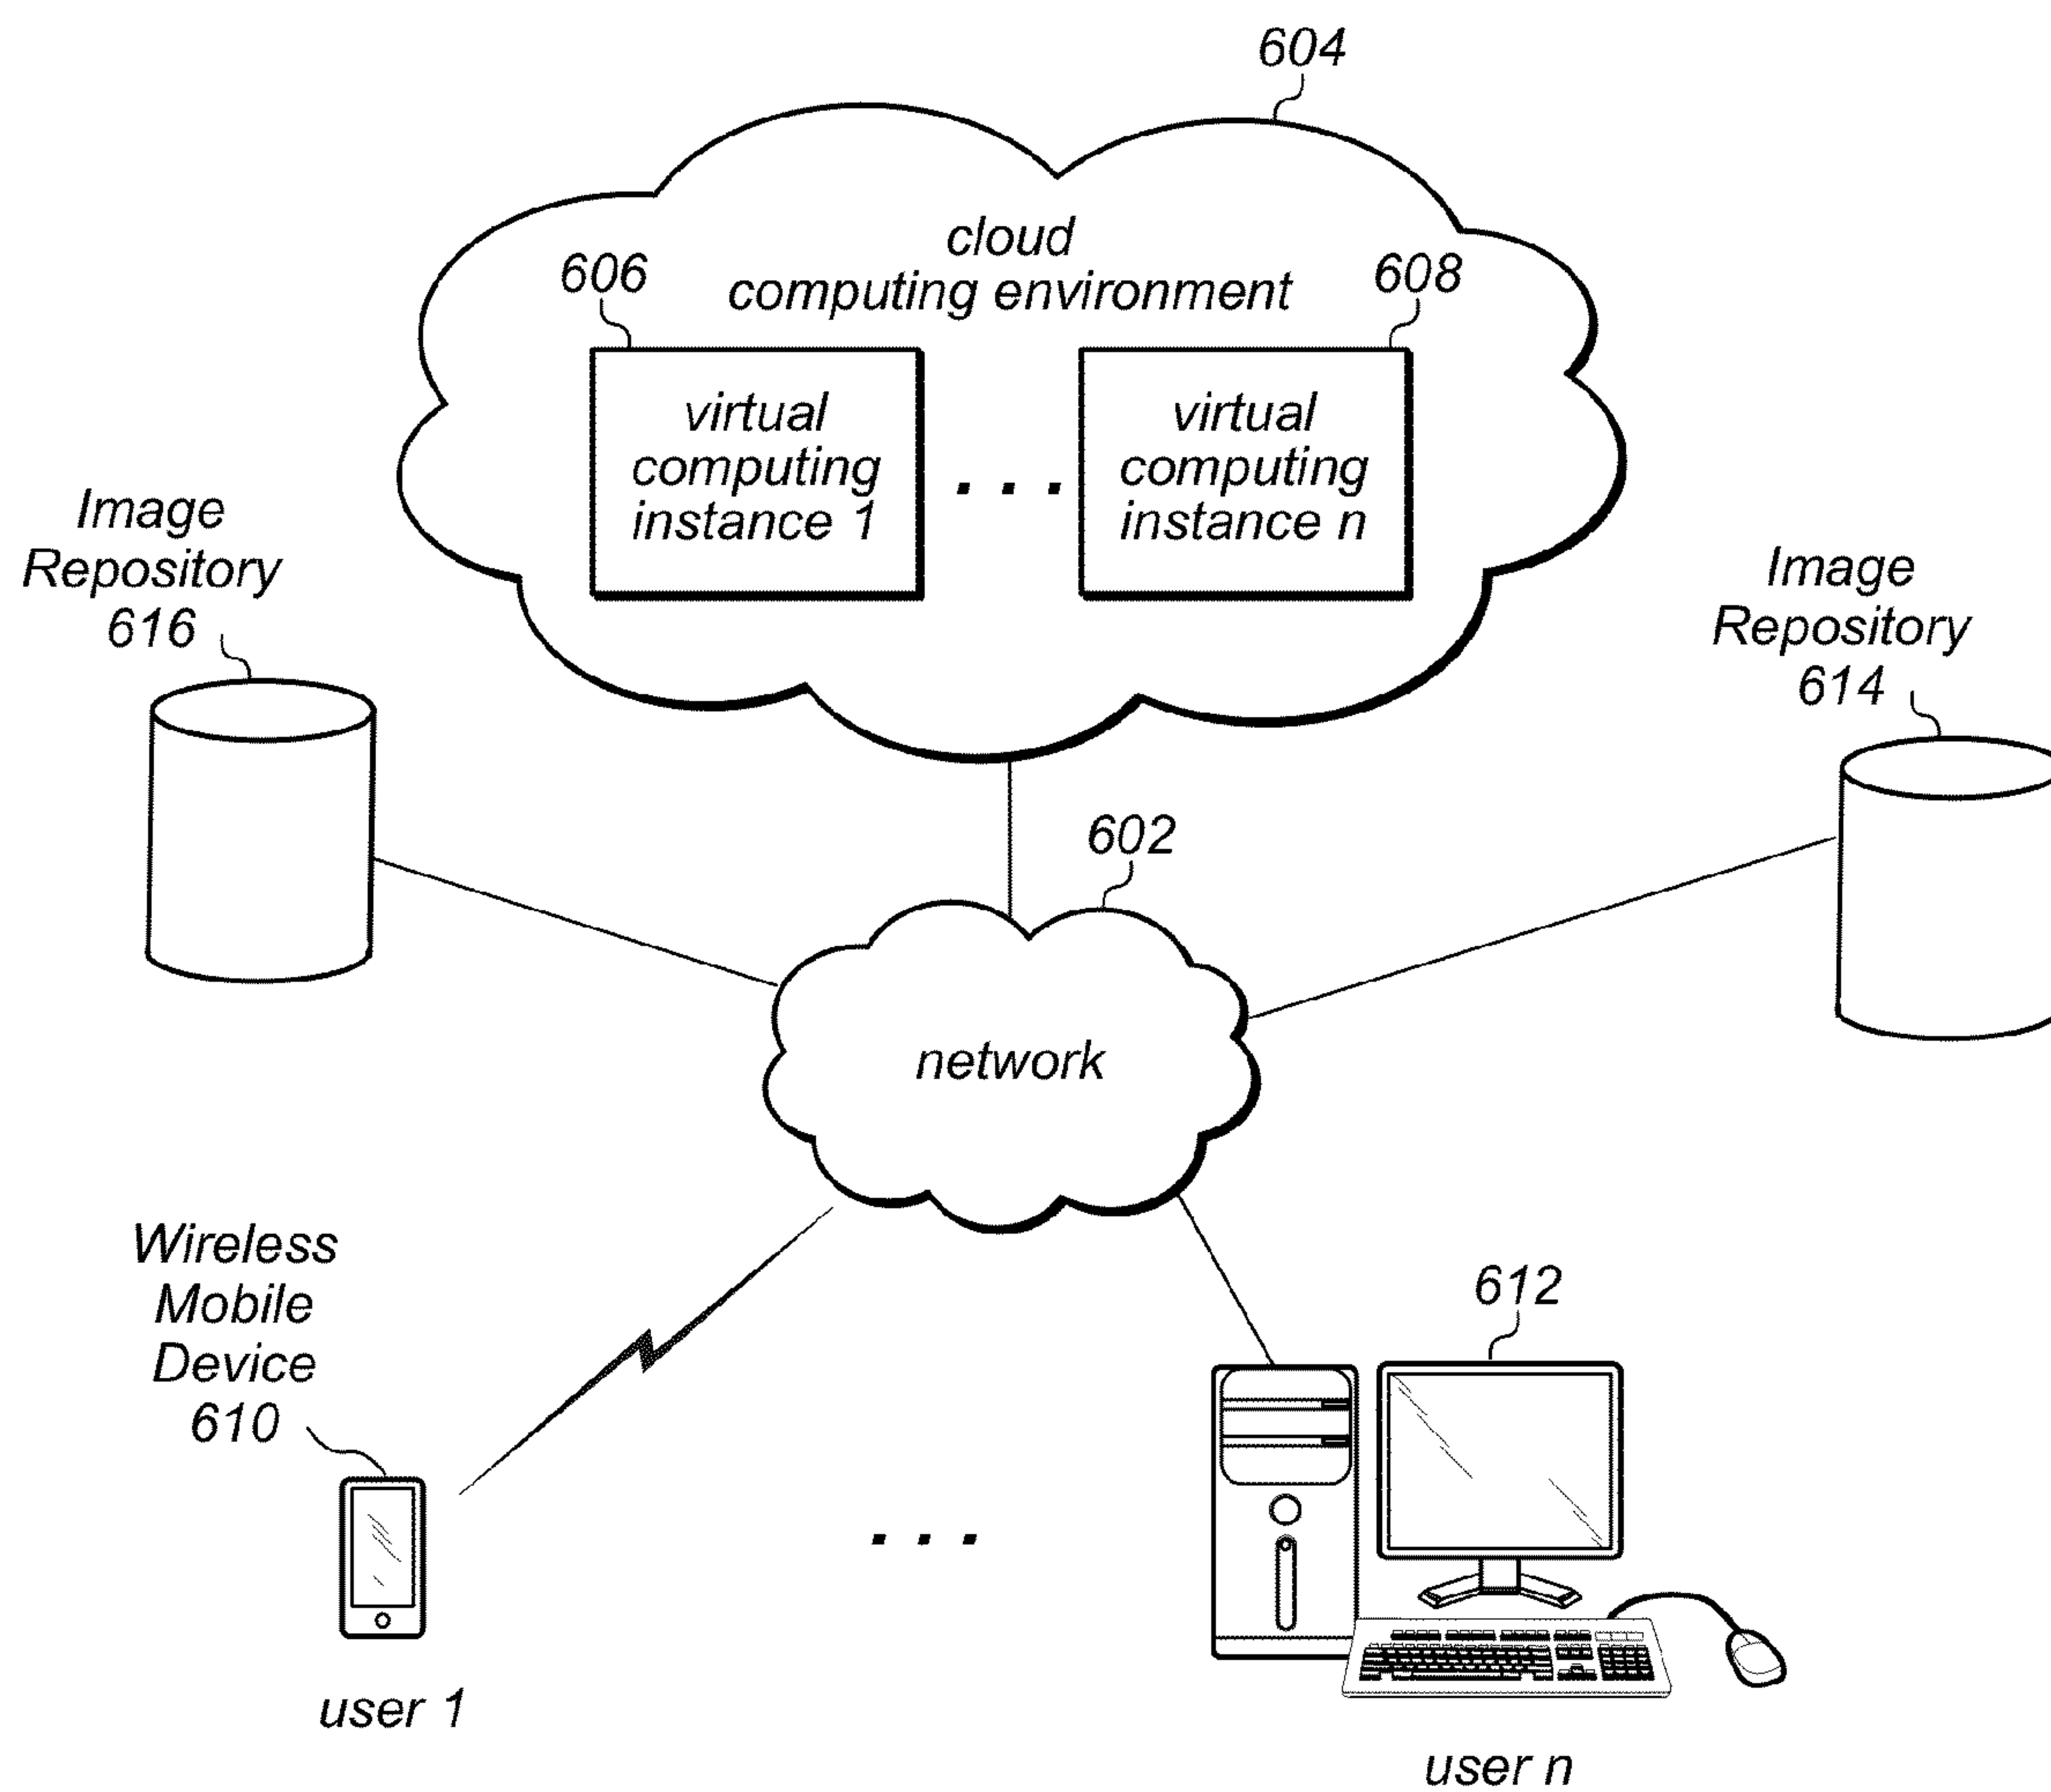 604
cloud
computing environment
606
608
virtual
computing
instance 1
. . .
virtual
computing
instance n
Image
Repository
616
Image
Repository
614
602
network
Wireless
Mobile
Device
610
612
. . .
user 1
user n